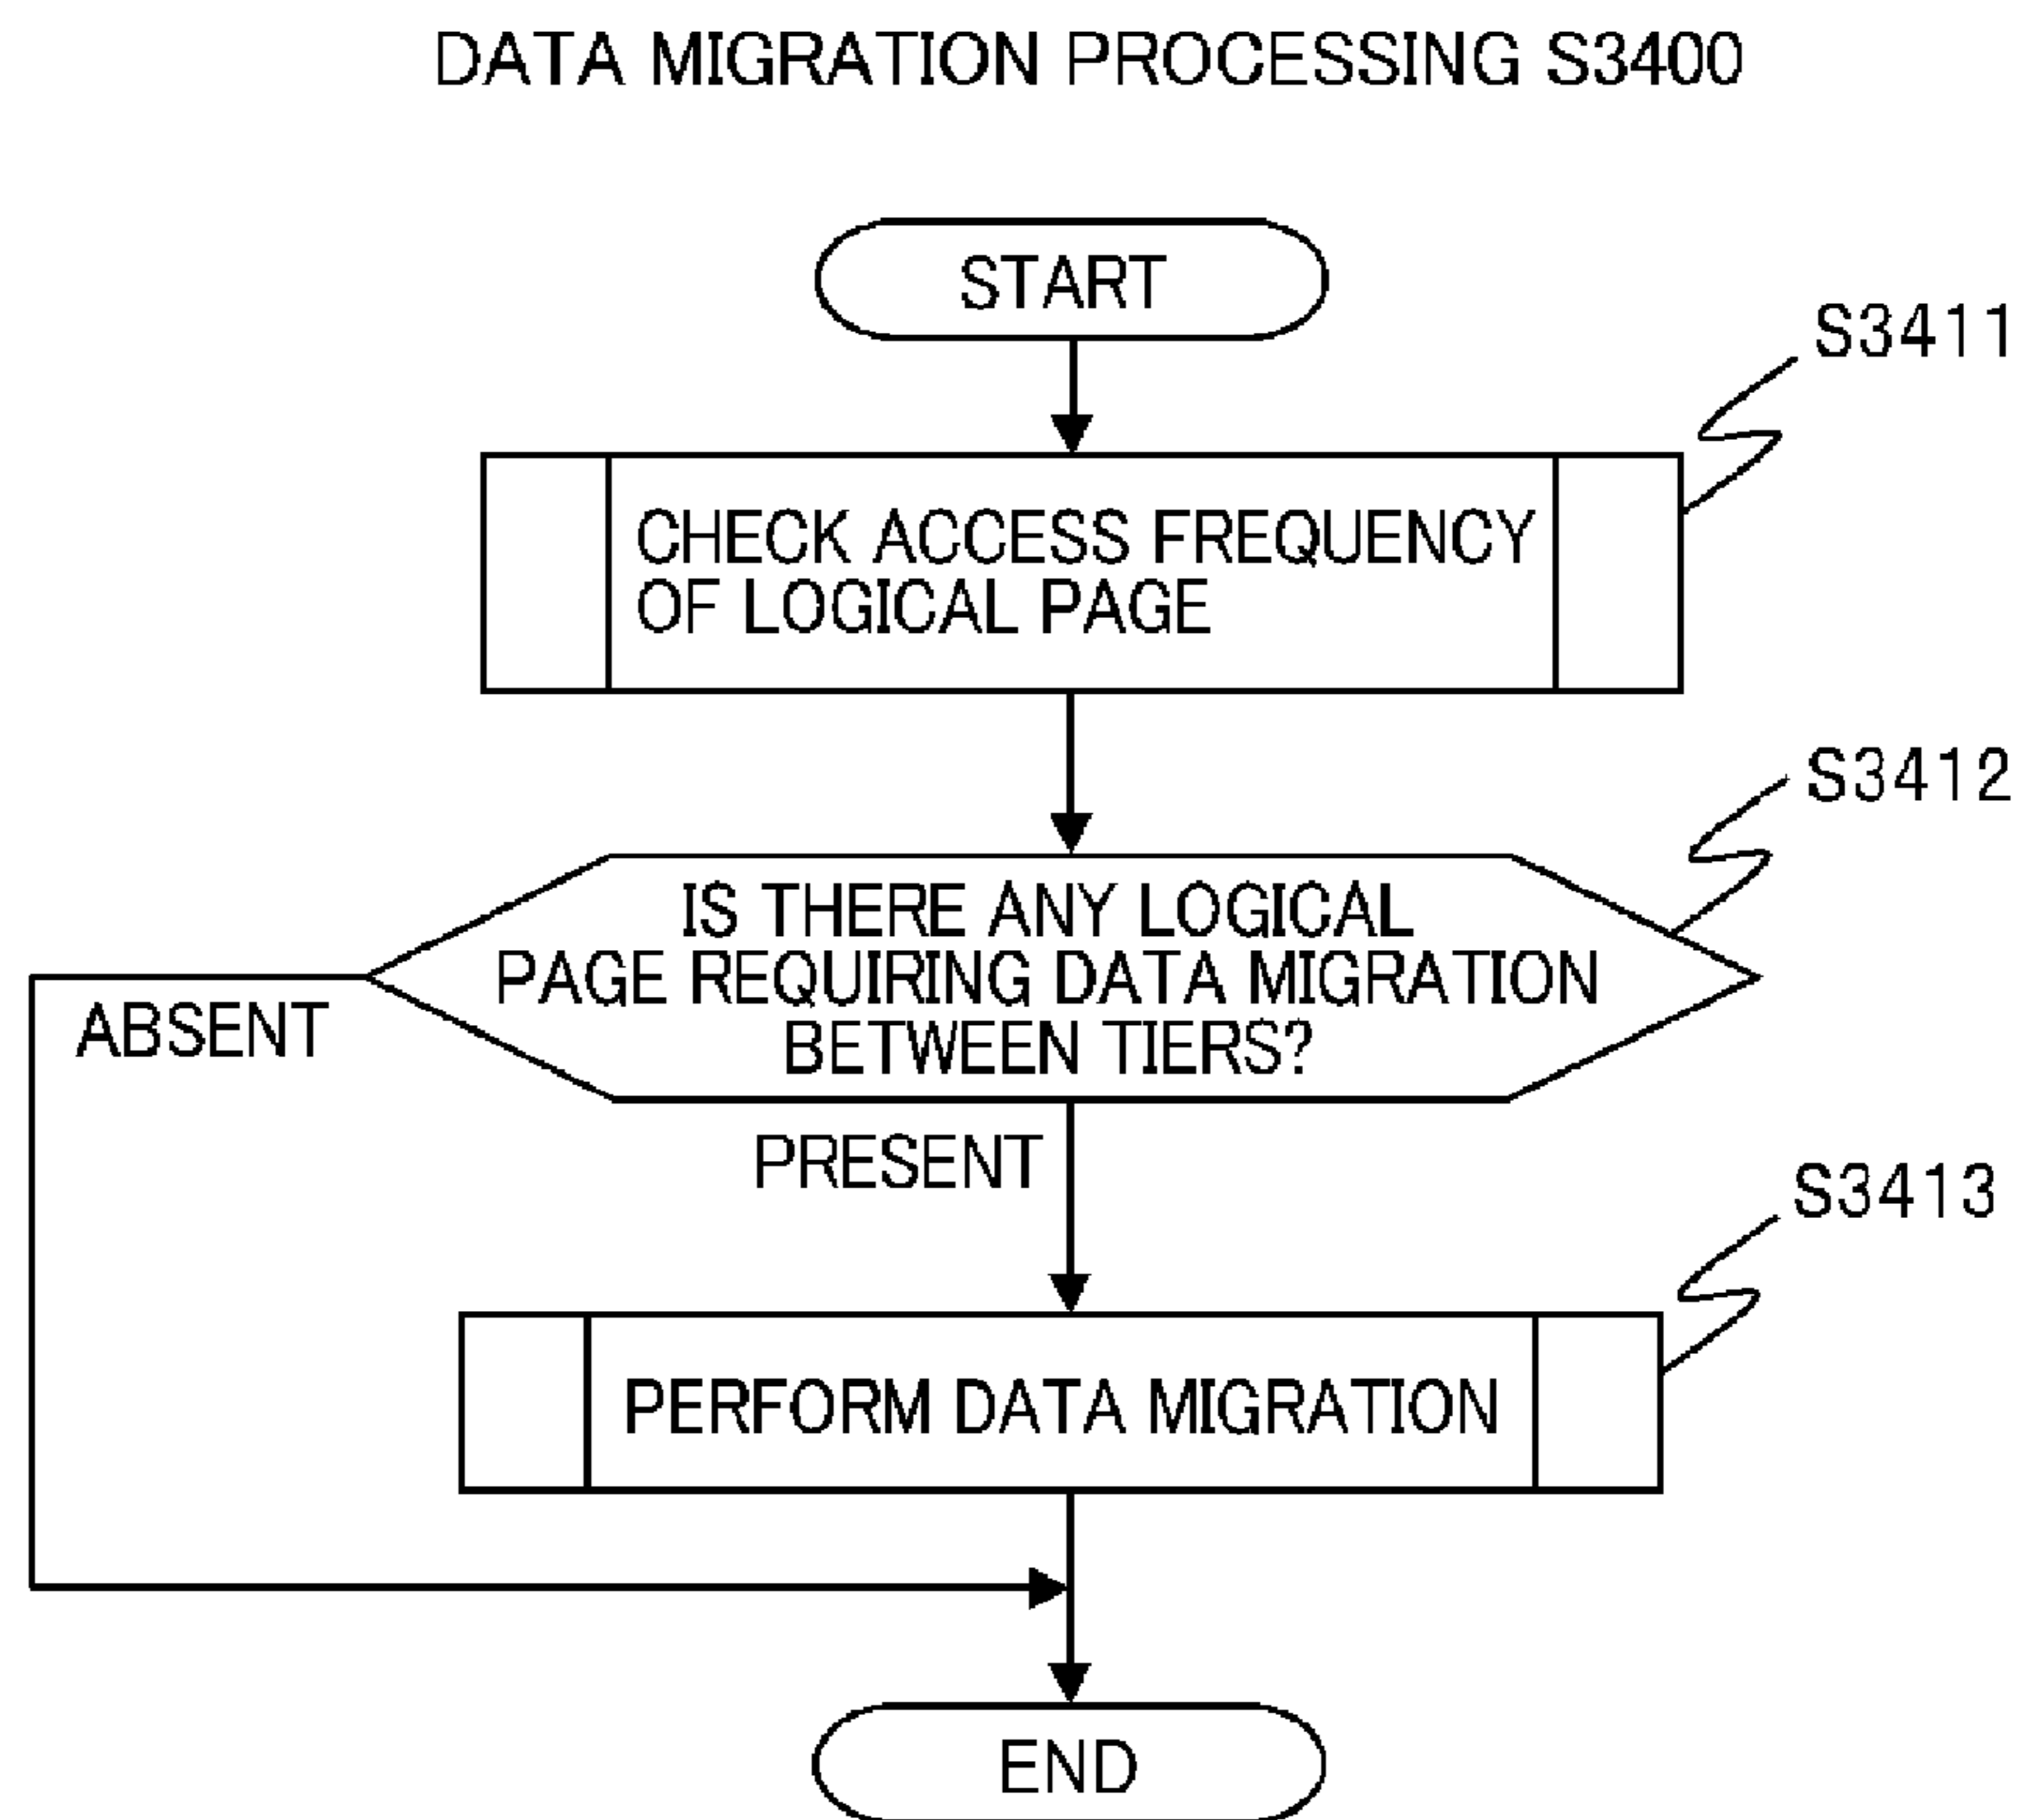 DATA MIGRATION PROCESSING S3400
START
S3411
CHECK ACCESS FREQUENCY
OF LOGICAL PAGE
S3412
IS THERE ANY LOGICAL
PAGE REQUIRING DATA MIGRATION
BETWEEN TIERS?
ABSENT
PRESENT
S3413
PERFORM DATA MIGRATION
END